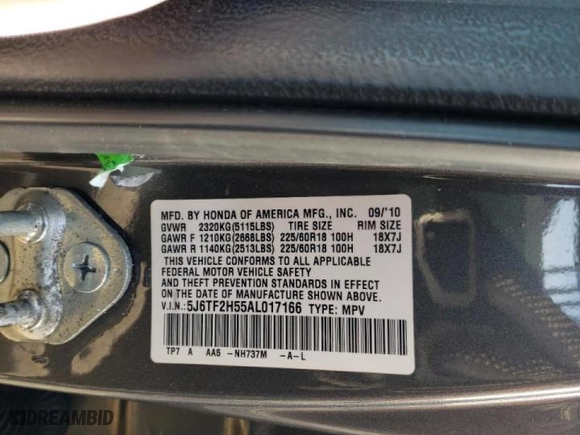 MFD. BY HONDA OF AMERICA MFG., INC. 09/'10
GVWR 2320KG(5115LBS) TIRE SIZE RIM SIZE
GAWR F 1210KG(2668LBS) 225/60R18 100H 18X7J
GAWR R 1140KG(2513LBS) 225/60R18 100H 18X7J
THIS VEHICLE CONFORMS TO ALL APPLICABLE
FEDERAL MOTOR VEHICLE SAFETY
AND THEFT PREVENTION STANDARDS IN EFFECT
ON THE DATE OF MANUFACTURE SHOWN ABOVE.
V.I.N.: 5J6TF2H55AL017166 TYPE: MPV
TP7 A AA5 -NH737M -A-L
DREAMBID